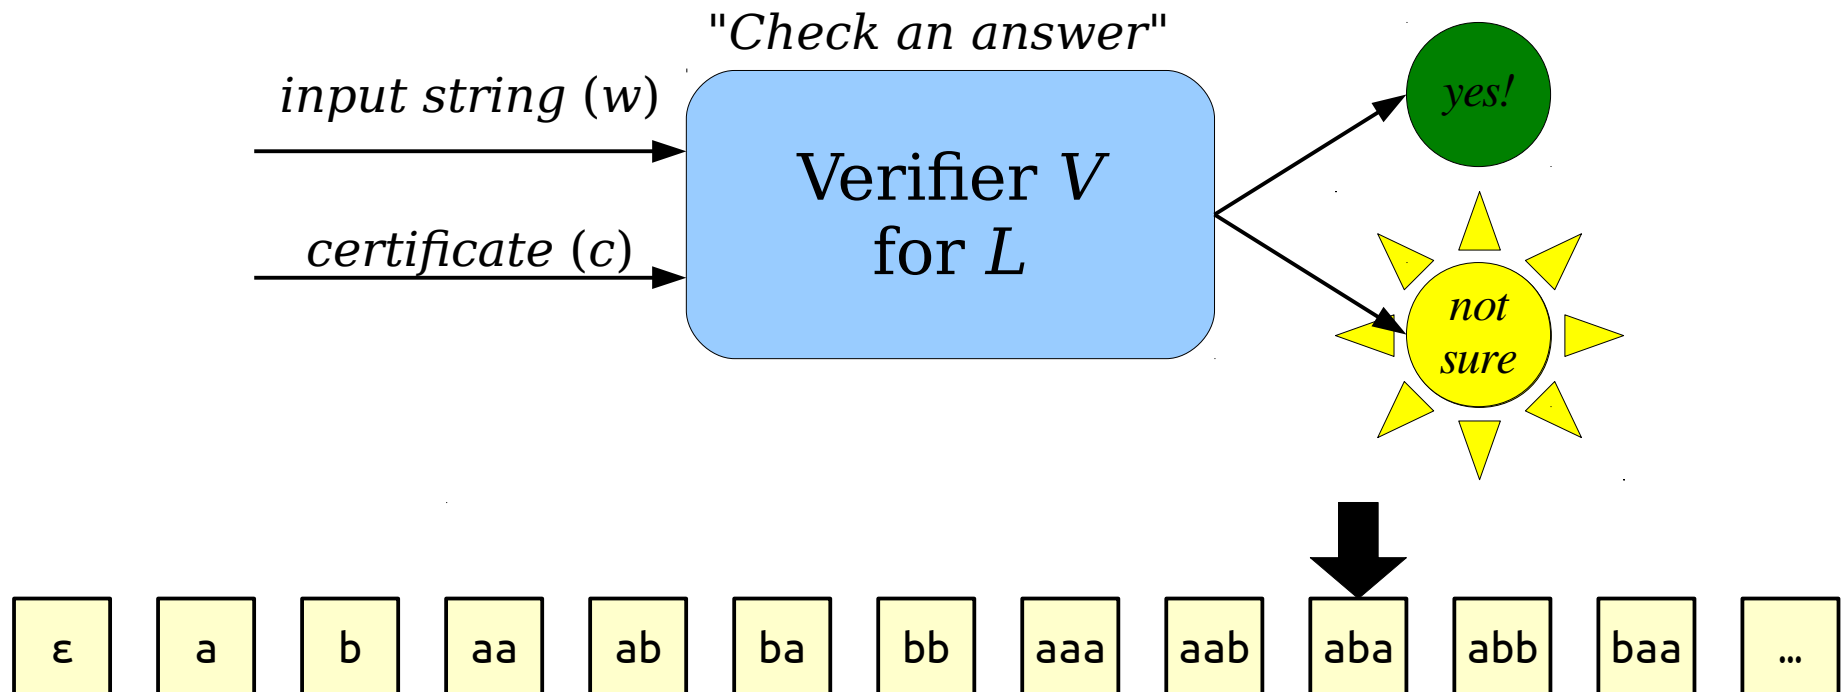 "Check an answer"
input string (w)
certificate (c)
Verifier V
for L
yes!
not
sure
ε a b aa ab ba bb aaa aab aba abb baa ...